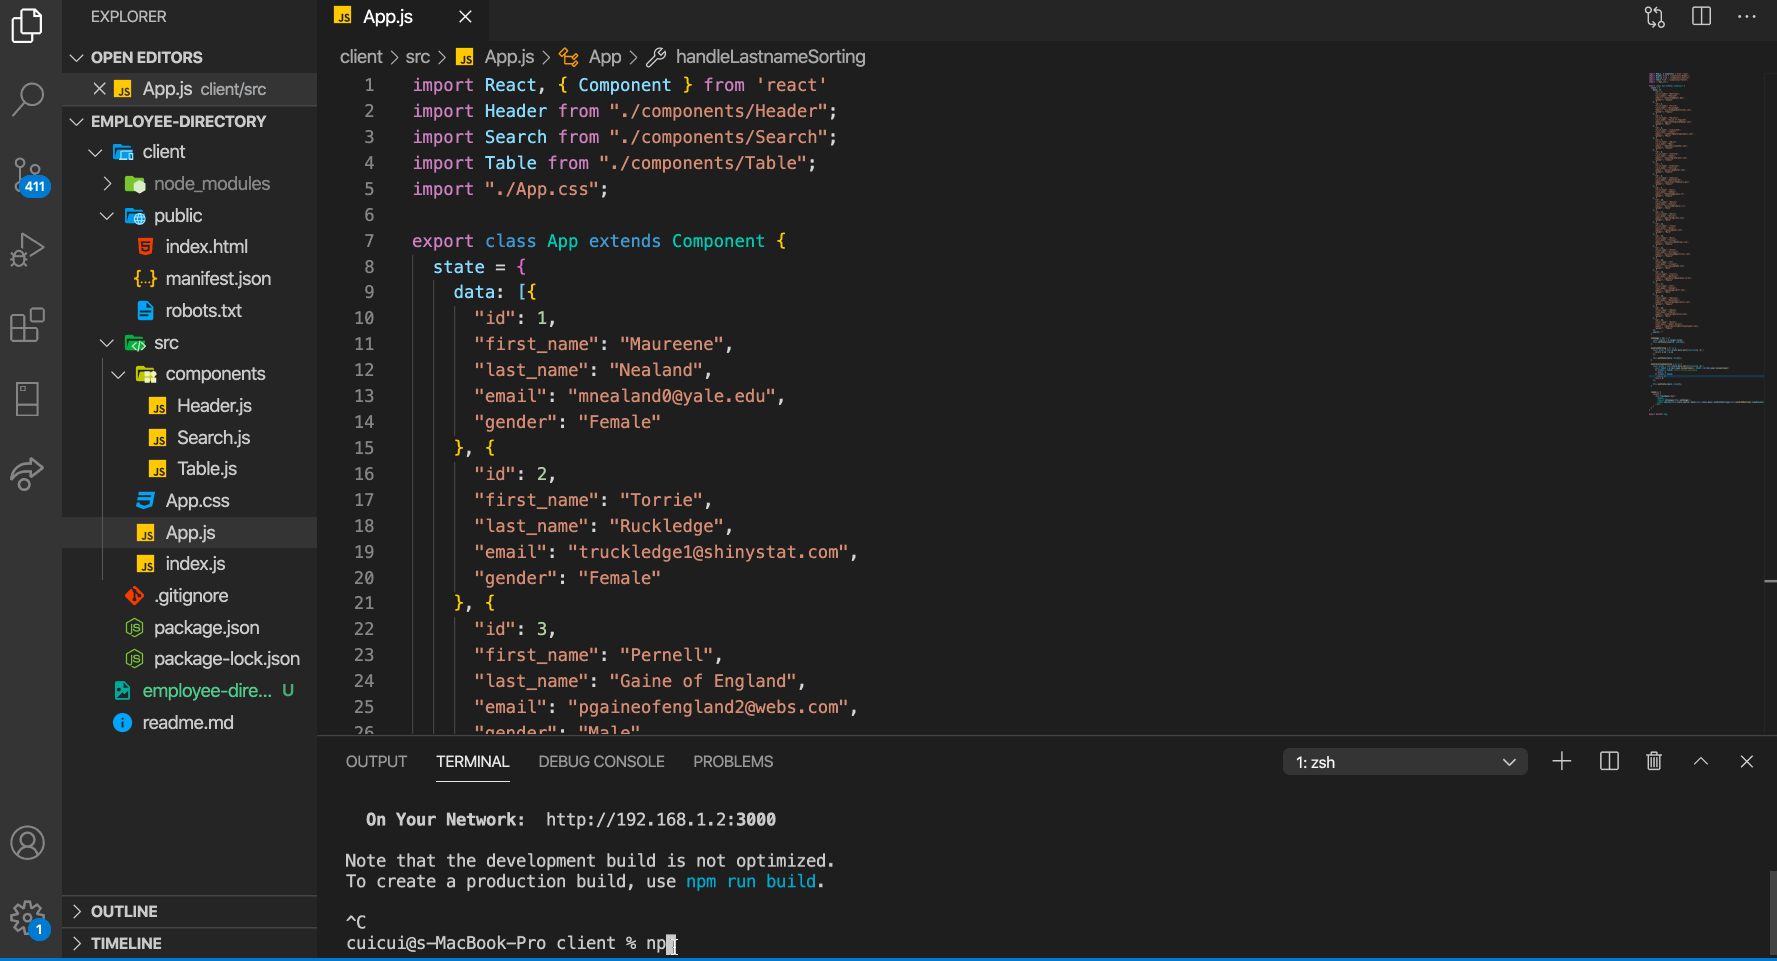 EXPLORER
OPEN EDITORS
App.js client/src
EMPLOYEE-DIRECTORY
client
node_modules
public
index.html
manifest.json
robots.txt
src
components
Header.js
Search.js
Table.js
App.css
App.js
index.js
.gitignore
package.json
package-lock.json
employee-dire... U
readme.md
OUTLINE
TIMELINE
411
1
JS App.js
client > src > JS App.js > App > handleLastnameSorting
1 import React, { Component } from 'react'
2 import Header from "./components/Header";
3 import Search from "./components/Search";
4 import Table from "./components/Table";
5 import "./App.css";
6
7 export class App extends Component {
8 state = {
9 data: [{
10 "id": 1,
11 "first_name": "Maureene",
12 "last_name": "Nealand",
13 "email": "mnealand0@yale.edu",
14 "gender": "Female"
15 }, {
16 "id": 2,
17 "first_name": "Torrie",
18 "last_name": "Ruckledge",
19 "email": "truckledge1@shinystat.com",
20 "gender": "Female"
21 }, {
22 "id": 3,
23 "first_name": "Pernell",
24 "last_name": "Gaine of England",
25 "email": "pgaineofengland2@webs.com",
26 "gender": "Male"
OUTPUT TERMINAL DEBUG CONSOLE PROBLEMS 1: zsh
On Your Network: http://192.168.1.2:3000
Note that the development build is not optimized.
To create a production build, use npm run build.
^C
cuicui@s-MacBook-Pro client % np